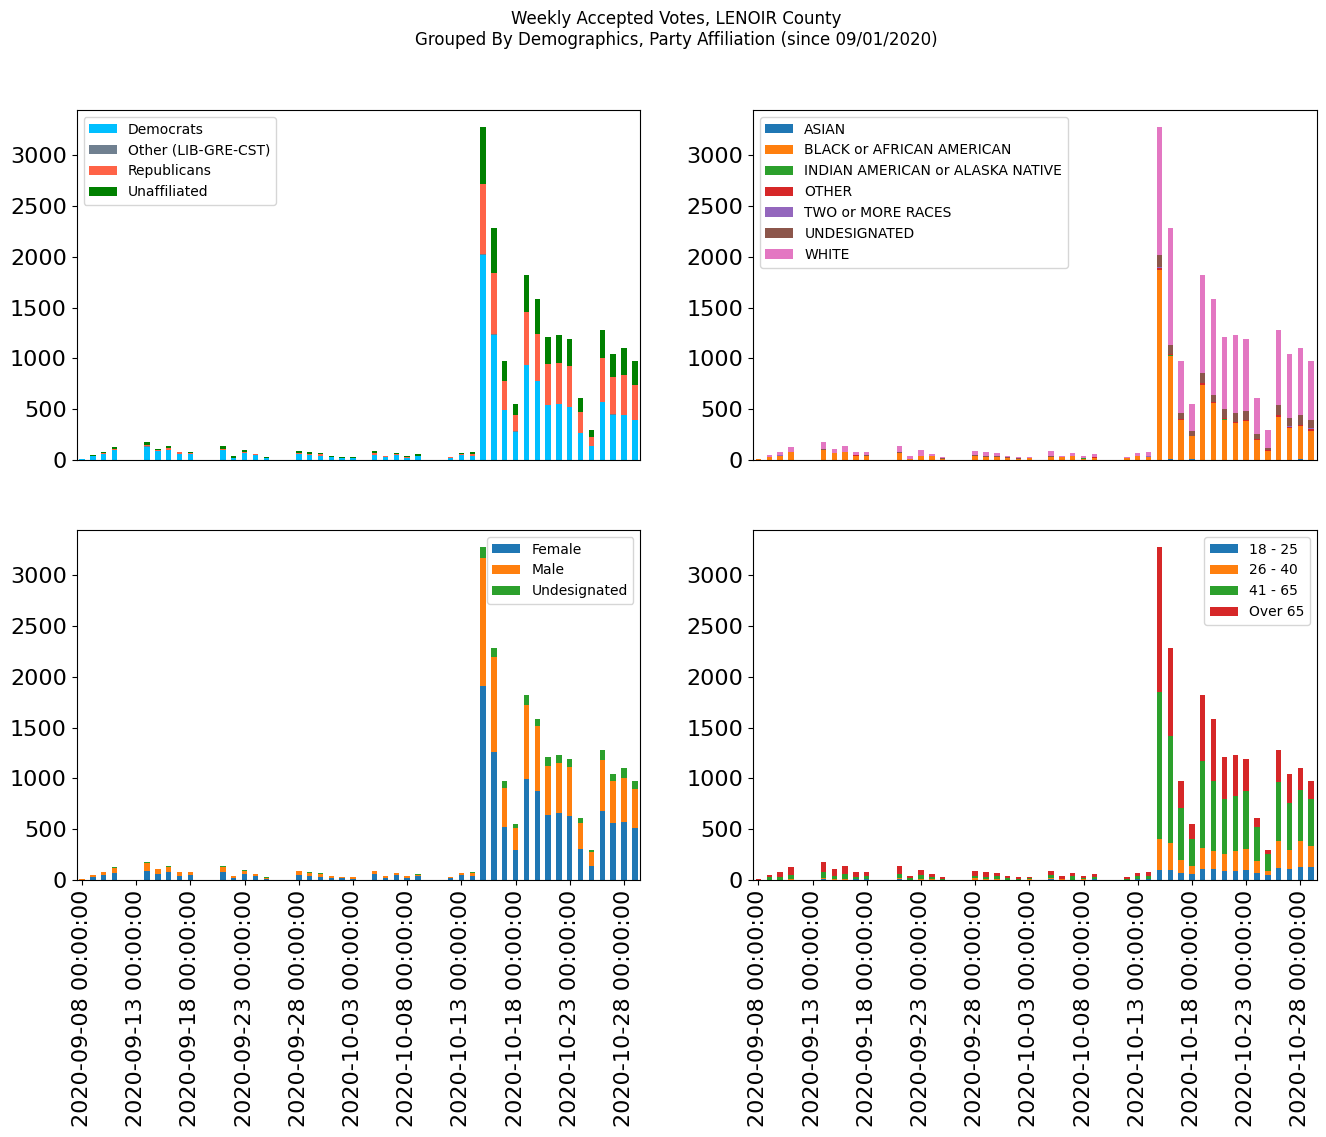 Weekly Accepted Votes, LENOIR County
Grouped By Demographics, Party Affiliation (since 09/01/2020)
Democrats
Other (LIB-GRE-CST)
Republicans
Unaffiliated
3000
2500
2000
1500
1000
500
0
ASIAN
BLACK or AFRICAN AMERICAN
INDIAN AMERICAN or ALASKA NATIVE
OTHER
TWO or MORE RACES
UNDESIGNATED
WHITE
3000
2500
2000
1500
1000
500
0
Female
Male
Undesignated
3000
2500
2000
1500
1000
500
0
2020-09-08 00:00:00
2020-09-13 00:00:00
2020-09-18 00:00:00
2020-09-23 00:00:00
2020-09-28 00:00:00
2020-10-03 00:00:00
2020-10-08 00:00:00
2020-10-13 00:00:00
2020-10-18 00:00:00
2020-10-23 00:00:00
2020-10-28 00:00:00
18 - 25
26 - 40
41 - 65
Over 65
3000
2500
2000
1500
1000
500
0
2020-09-08 00:00:00
2020-09-13 00:00:00
2020-09-18 00:00:00
2020-09-23 00:00:00
2020-09-28 00:00:00
2020-10-03 00:00:00
2020-10-08 00:00:00
2020-10-13 00:00:00
2020-10-18 00:00:00
2020-10-23 00:00:00
2020-10-28 00:00:00